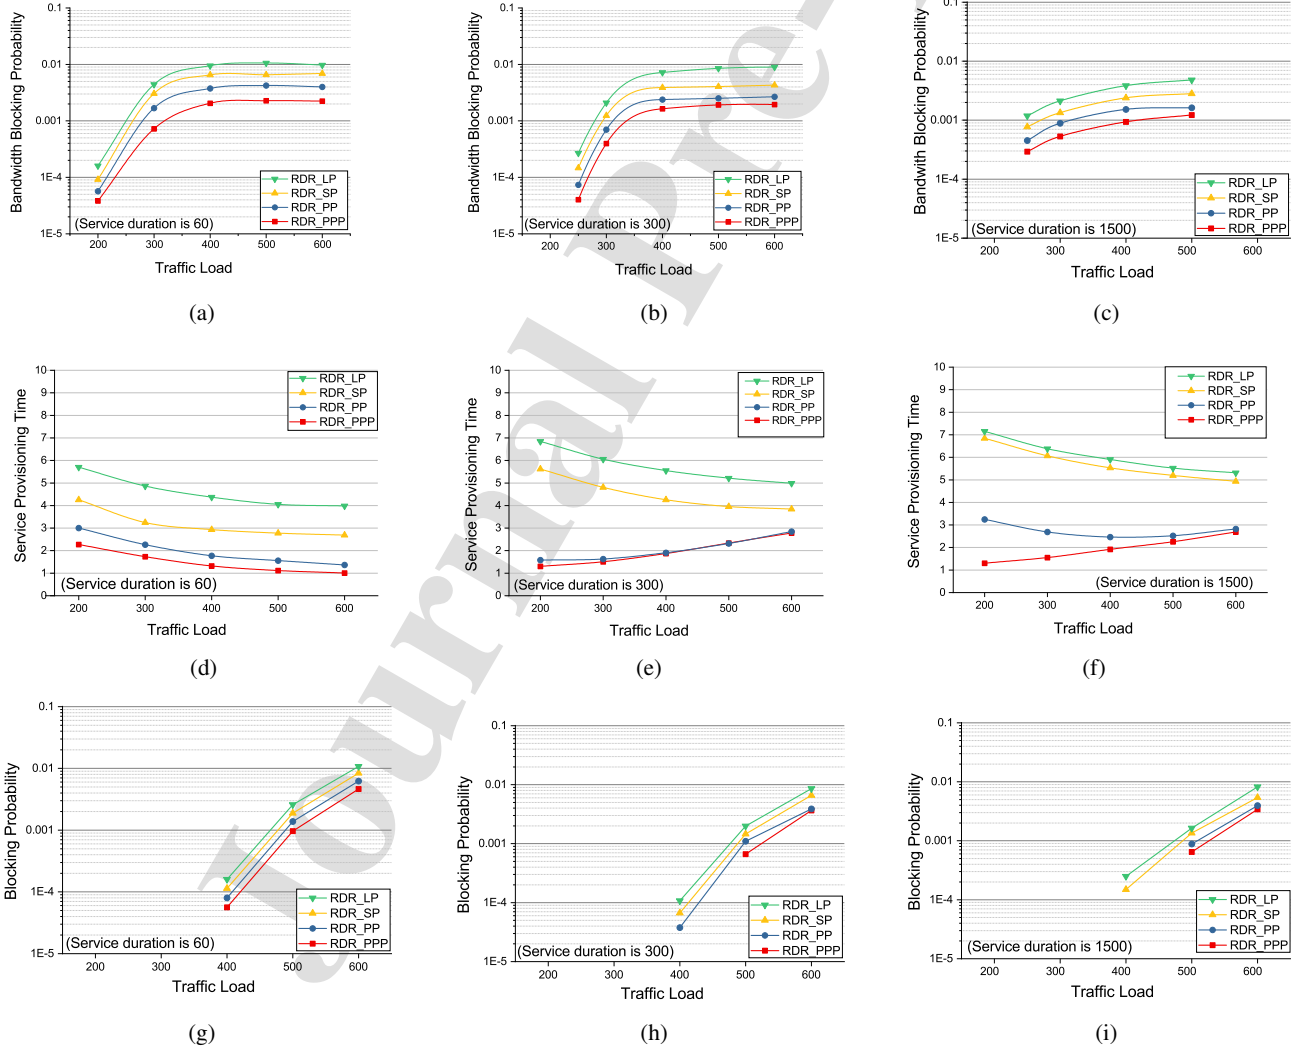 Bandwidth Blocking Probability
0.1
0.01
0.001
1E-4
1E-5
RDR_LP
RDR_SP
RDR_PP
RDR_PPP
(Service duration is 60)
200 300 400 500 600
Traffic Load
(a)
Bandwidth Blocking Probability
0.1
0.01
0.001
1E-4
1E-5
RDR_LP
RDR_SP
RDR_PP
RDR_PPP
(Service duration is 300)
200 300 400 500 600
Traffic Load
(b)
Bandwith Blocking Probability
0.1
0.01
0.001
1E-4
1E-5
RDR_LP
RDR_SP
RDR_PP
RDR_PPP
(Service duration is 1500)
200 300 400 500 600
Traffic Load
(c)
Service Provisioning Time
10
9
8
7
6
5
4
3
2
1
0
RDR_LP
RDR_SP
RDR_PP
RDR_PPP
(Service duration is 60)
200 300 400 500 600
Traffic Load
(d)
Service Provisioning Time
10
9
8
7
6
5
4
3
2
1
0
RDR_LP
RDR_SP
RDR_PP
RDR_PPP
(Service duration is 300)
200 300 400 500 600
Traffic Load
(e)
Service Provisioning Time
10
9
8
7
6
5
4
3
2
1
0
RDR_LP
RDR_SP
RDR_PP
RDR_PPP
(Service duration is 1500)
200 300 400 500 600
Traffic Load
(f)
Blocking Probability
0.1
0.01
0.001
1E-4
1E-5
RDR_LP
RDR_SP
RDR_PP
RDR_PPP
(Service duration is 60)
200 300 400 500 600
Traffic Load
(g)
Blocking Probability
0.1
0.01
0.001
1E-4
1E-5
RDR_LP
RDR_SP
RDR_PP
RDR_PPP
(Service duration is 300)
200 300 400 500 600
Traffic Load
(h)
Blocking Probability
0.1
0.01
0.001
1E-4
1E-5
RDR_LP
RDR_SP
RDR_PP
RDR_PPP
(Service duration is 1500)
200 300 400 500 600
Traffic Load
(i)
Journal Pre-